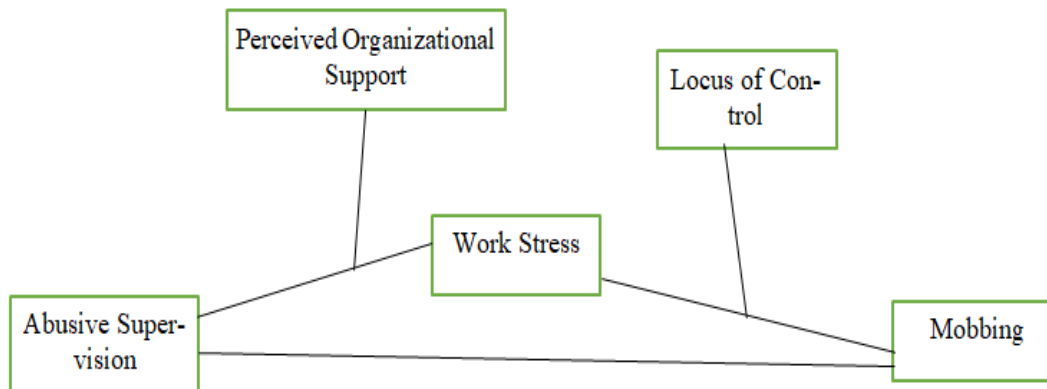 Perceived Organizational
Support
Locus of Con-
trol
Work Stress
Abusive Super-
vision
Mobbing